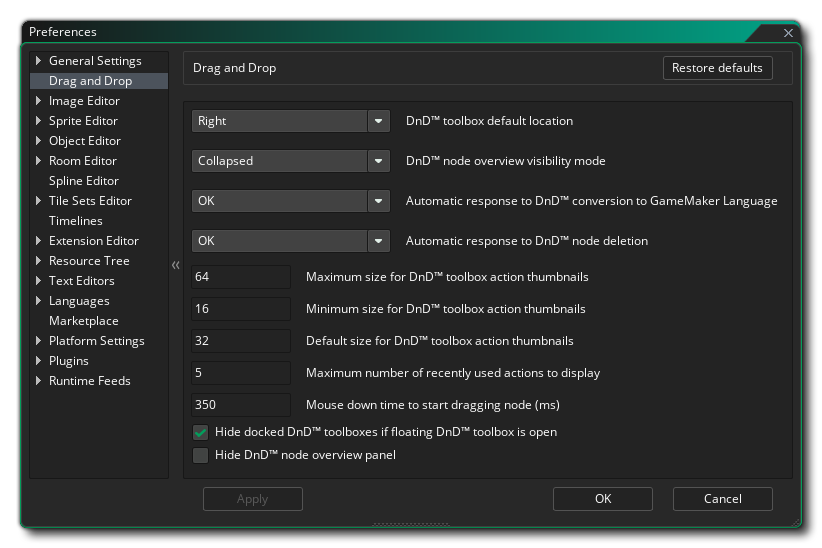 Preferences
General Settings
Drag and Drop
Image Editor
Sprite Editor
Object Editor
Room Editor
Spline Editor
Tile Sets Editor
Timelines
Extension Editor
Resource Tree
Text Editors
Languages
Marketplace
Platform Settings
Plugins
Runtime Feeds
Drag and Drop Restore defaults
Right DnD™ toolbox default location
Collapsed DnD™ node overview visibility mode
OK Automatic response to DnD™ conversion to GameMaker Language
OK Automatic response to DnD™ node deletion
64 Maximum size for DnD™ toolbox action thumbnails
16 Minimum size for DnD™ toolbox action thumbnails
32 Default size for DnD™ toolbox action thumbnails
5 Maximum number of recently used actions to display
350 Mouse down time to start dragging node (ms)
Hide docked DnD™ toolboxes if floating DnD™ toolbox is open
Hide DnD™ node overview panel
Apply OK Cancel